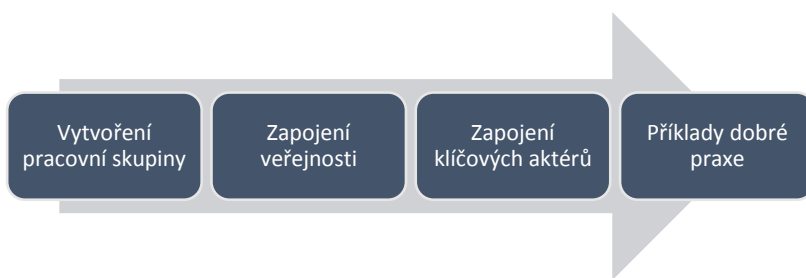 Vytvoření
pracovní skupiny
Zapojení
veřejnosti
Zapojení
klíčových aktérů
Příklady dobré
praxe